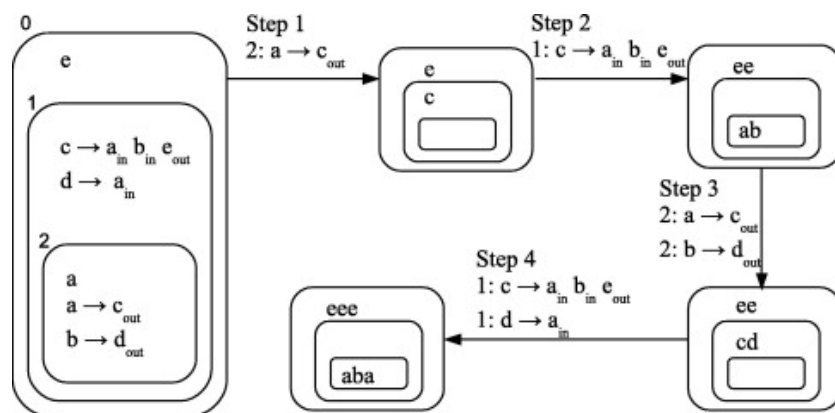 0
e
1
c → a_in b_in e_out
d → a_in
2
a
a → c_out
b → d_out
Step 1
2: a → c_out
e
c
Step 2
1: c → a_in b_in e_out
ee
ab
Step 3
2: a → c_out
2: b → d_out
ee
cd
Step 4
1: c → a_in b_in e_out
1: d → a_in
eee
aba